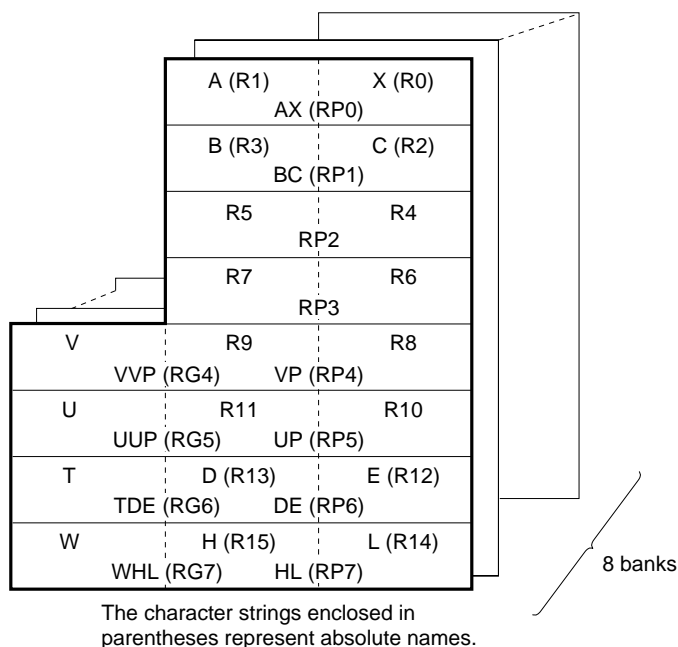 A (R1) X (R0)
AX (RP0)
B (R3) C (R2)
BC (RP1)
R5 R4
RP2
R7 R6
RP3
V R9 R8
VVP (RG4) VP (RP4)
U R11 R10
UUP (RG5) UP (RP5)
T D (R13) E (R12)
TDE (RG6) DE (RP6)
W H (R15) L (R14)
WHL (RG7) HL (RP7)
8 banks
The character strings enclosed in
parentheses represent absolute names.